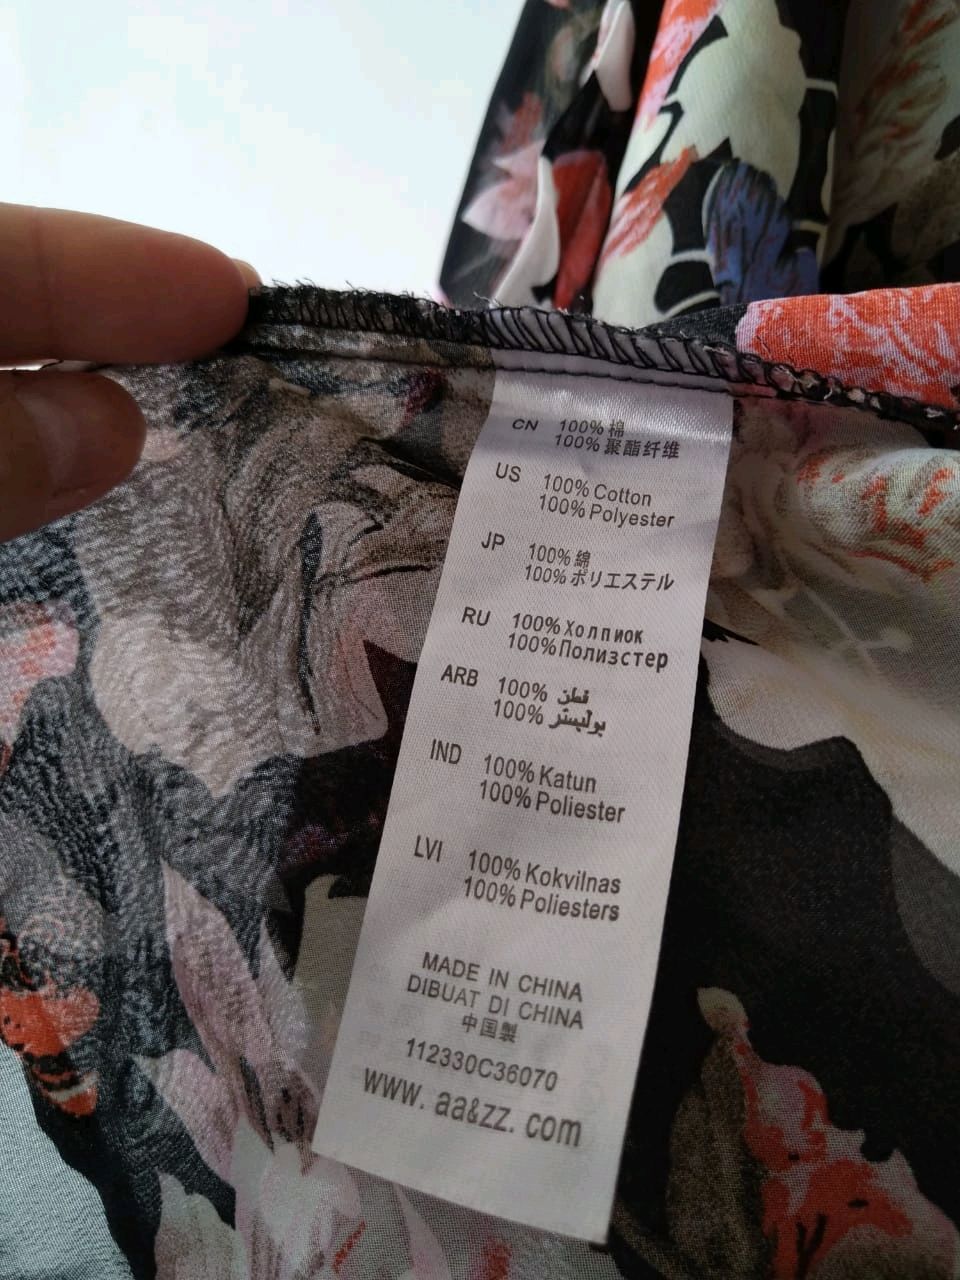 CN 100% 棉
100% 聚酯纤维
US 100% Cotton
100% Polyester
JP 100% 綿
100% ポリエステル
RU 100% Холпиок
100% Полизстер
ARB 100% قطن
100% بوليستر
IND 100% Katun
100% Poliester
LVI 100% Kokvilnas
100% Poliesters
MADE IN CHINA
DIBUAT DI CHINA
中国製
112330C36070
www. aa&zz. com